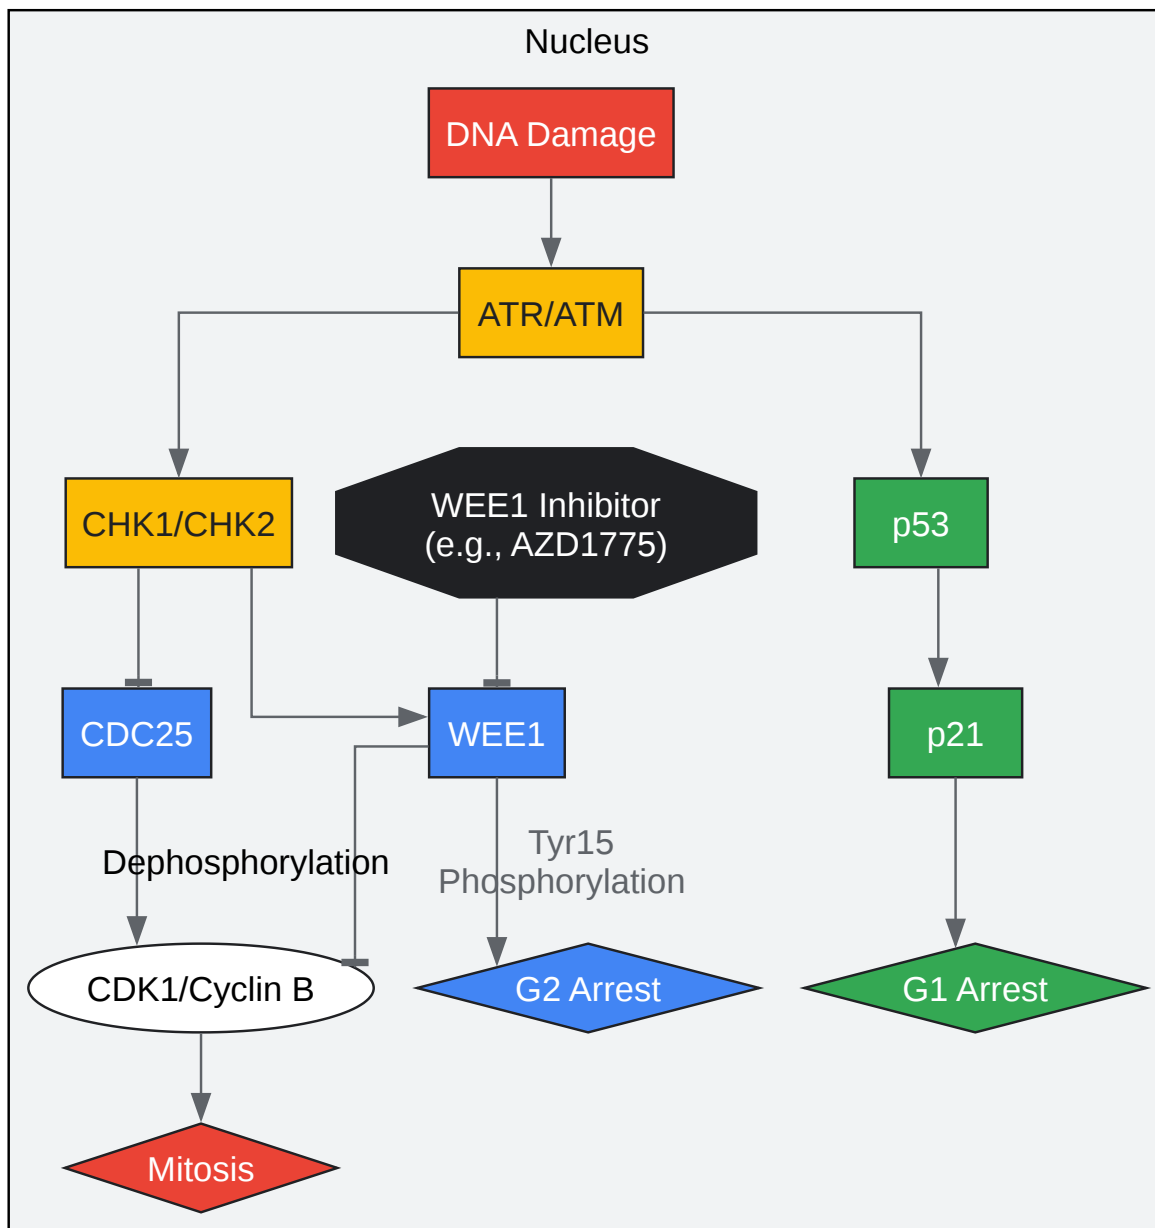 Nucleus
DNA Damage
ATR/ATM
CHK1/CHK2
WEE1 Inhibitor
(e.g., AZD1775)
p53
CDC25
WEE1
p21
Dephosphorylation
Tyr15
Phosphorylation
CDK1/Cyclin B
G2 Arrest
G1 Arrest
Mitosis